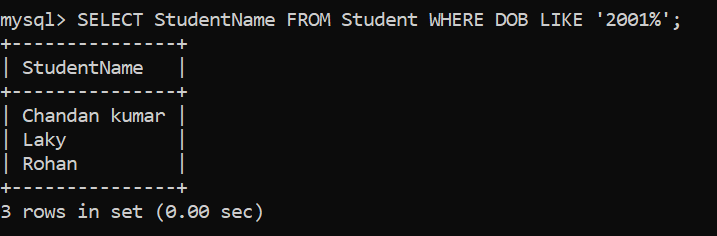 mysql> SELECT StudentName FROM Student WHERE DOB LIKE '2001%';
+---------------+
| StudentName   |
+---------------+
| Chandan kumar |
| Laky          |
| Rohan         |
+---------------+
3 rows in set (0.00 sec)